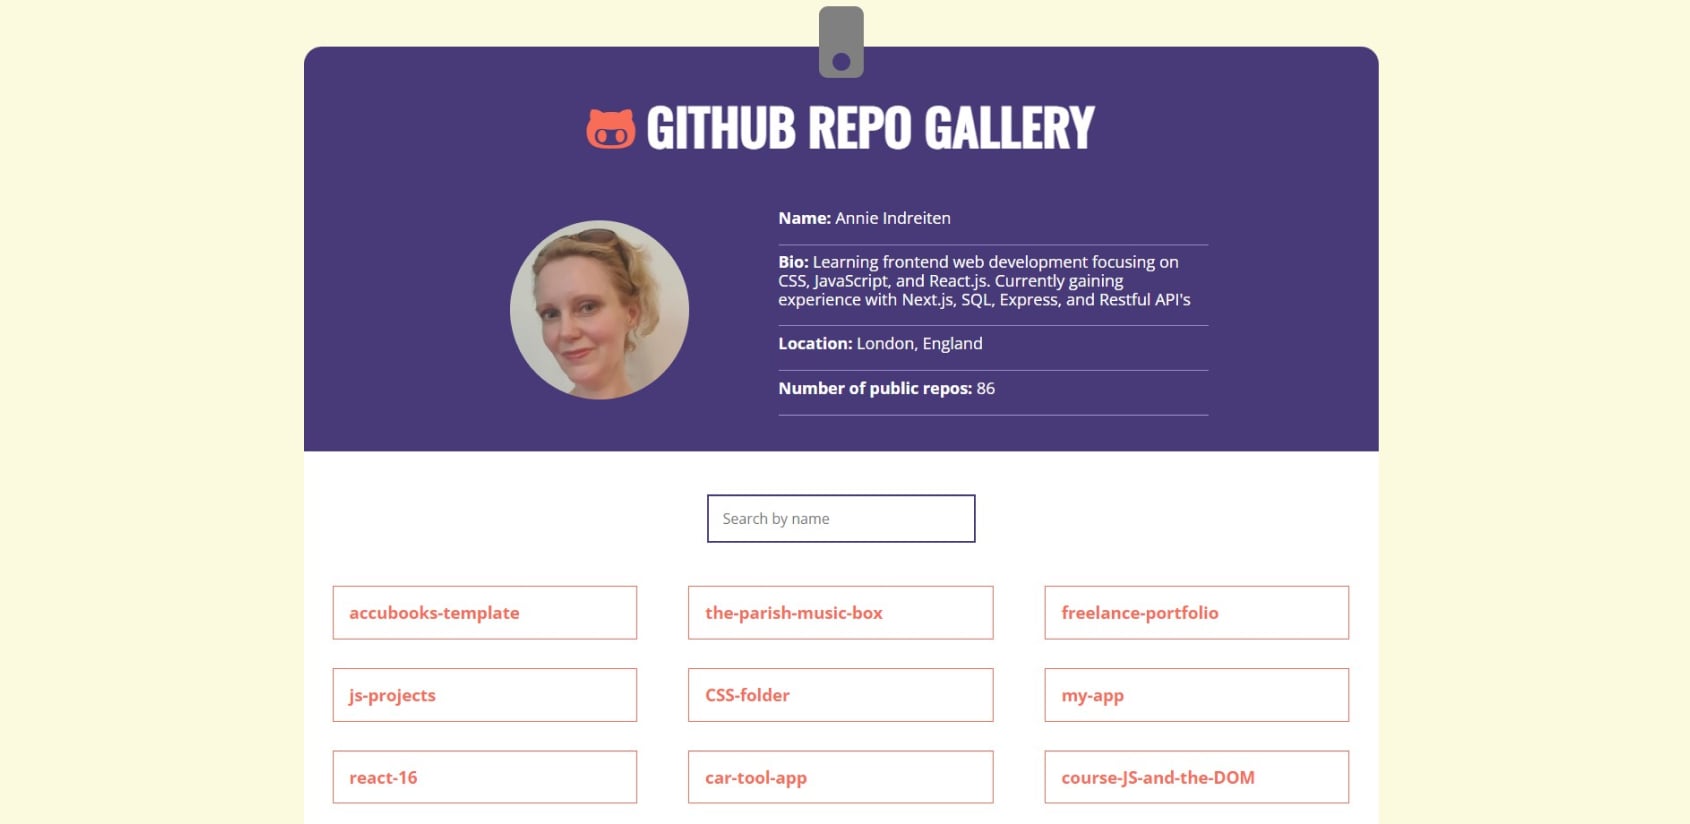 GITHUB REPO GALLERY
Name: Annie Indreiten
Bio: Learning frontend web development focusing on
CSS, JavaScript, and React.js. Currently gaining
experience with Next.js, SQL, Express, and Restful API's
Location: London, England
Number of public repos: 86
Search by name
accubooks-template
the-parish-music-box
freelance-portfolio
js-projects
CSS-folder
my-app
react-16
car-tool-app
course-JS-and-the-DOM